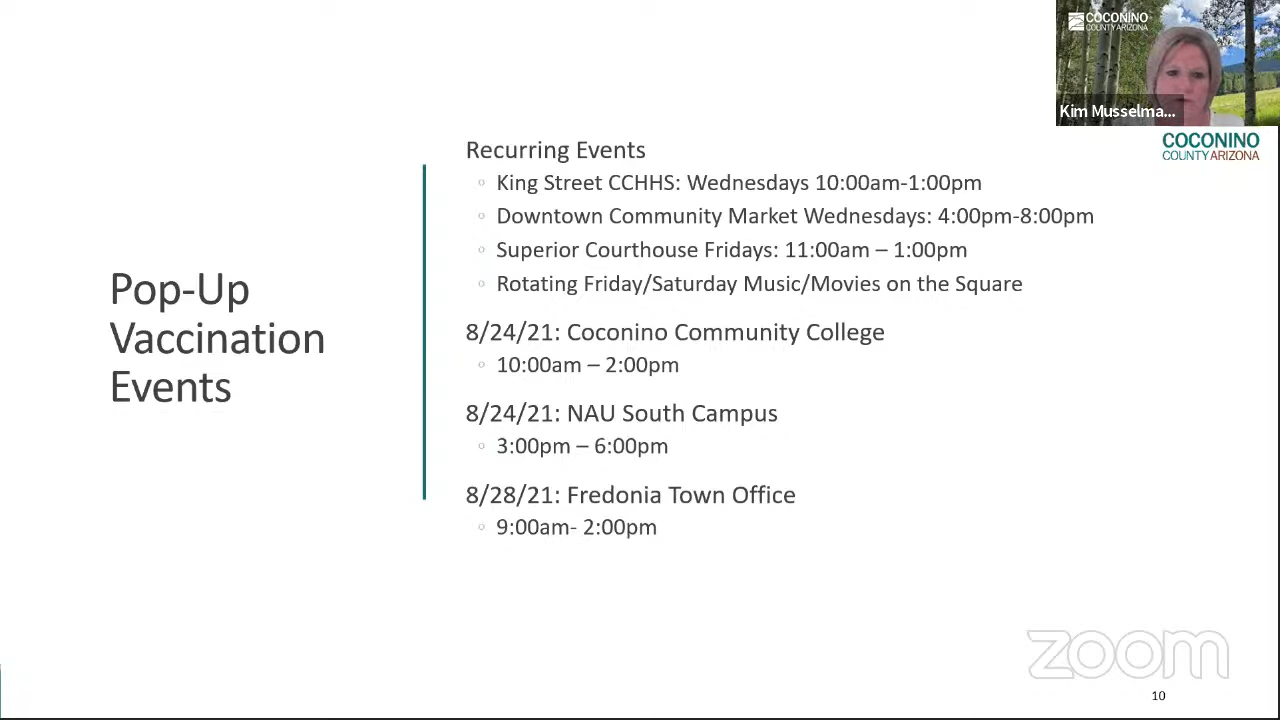 COCONINO
COUNTY ARIZONA
Kim Musselma...
COCONINO
COUNTY ARIZONA
Pop-Up
Vaccination
Events
Recurring Events
King Street CCHHS: Wednesdays 10:00am-1:00pm
Downtown Community Market Wednesdays: 4:00pm-8:00pm
Superior Courthouse Fridays: 11:00am – 1:00pm
Rotating Friday/Saturday Music/Movies on the Square
8/24/21: Coconino Community College
10:00am – 2:00pm
8/24/21: NAU South Campus
3:00pm – 6:00pm
8/28/21: Fredonia Town Office
9:00am- 2:00pm
zoom
10